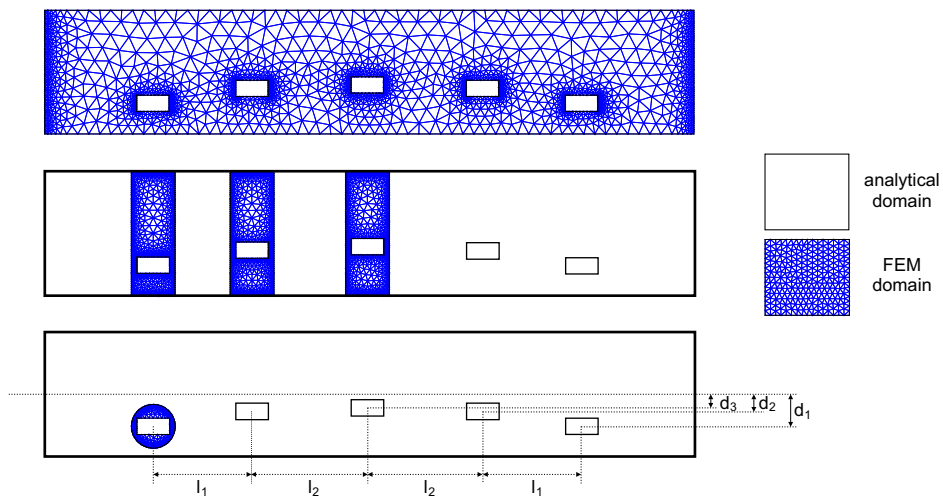 analytical
domain
FEM
domain
d₃
d₂
d₁
l₁
l₂
l₂
l₁